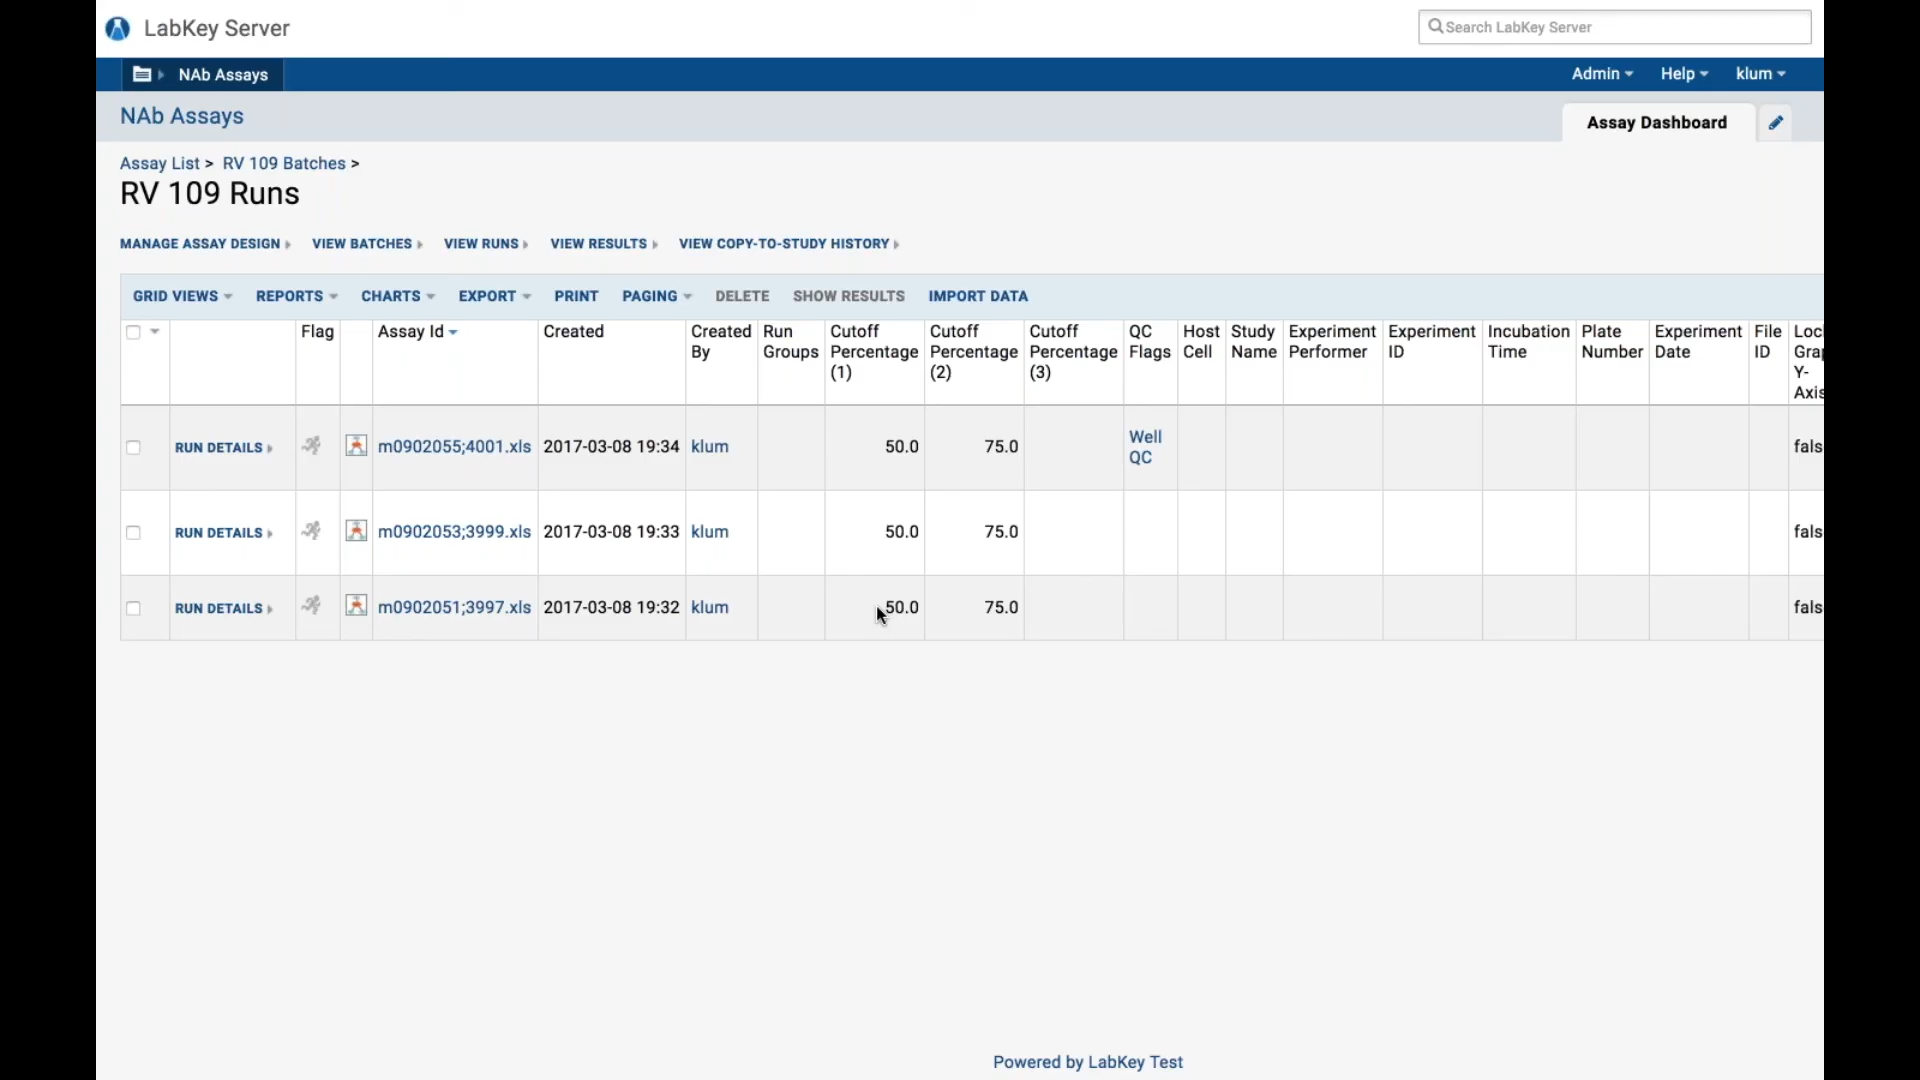 LabKey Server
Search LabKey Server
NAb Assays
Admin
Help
klum
NAb Assays
Assay Dashboard
Assay List > RV 109 Batches >
RV 109 Runs
MANAGE ASSAY DESIGN VIEW BATCHES VIEW RUNS VIEW RESULTS VIEW COPY-TO-STUDY HISTORY
GRID VIEWS REPORTS CHARTS EXPORT PRINT PAGING DELETE SHOW RESULTS IMPORT DATA
Flag Assay Id Created Created Run Cutoff Cutoff Cutoff QC Host Study Experiment Experiment Incubation Plate Experiment File Loc
By Groups Percentage Percentage Percentage Flags Cell Name Performer ID Time Number Date ID Gra
(1) (2) (3) Y-
Axis
RUN DETAILS m0902055;4001.xls 2017-03-08 19:34 klum 50.0 75.0 Well QC fals
RUN DETAILS m0902053;3999.xls 2017-03-08 19:33 klum 50.0 75.0 fals
RUN DETAILS m0902051;3997.xls 2017-03-08 19:32 klum 50.0 75.0 fals
Powered by LabKey Test